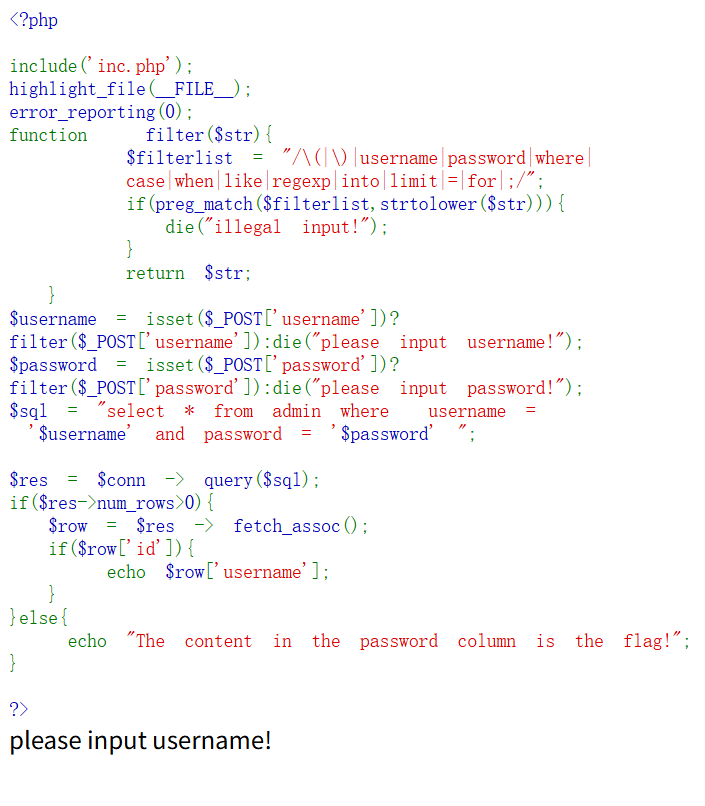 <?php
include('inc.php');
highlight_file(__FILE__);
error_reporting(0);
function filter($str){
$filterlist = "/\(|\)|username|password|where|
case|when|like|regexp|into|limit|=|for|;/";
if(preg_match($filterlist,strtolower($str))){
die("illegal input!");
}
return $str;
}
$username = isset($_POST['username'])?
filter($_POST['username']):die("please input username!");
$password = isset($_POST['password'])?
filter($_POST['password']):die("please input password!");
$sql = "select * from admin where username =
'$username' and password = '$password' ";
$res = $conn -> query($sql);
if($res->num_rows>0){
$row = $res -> fetch_assoc();
if($row['id']){
echo $row['username'];
}
}else{
echo "The content in the password column is the flag!";
}
?>
please input username!